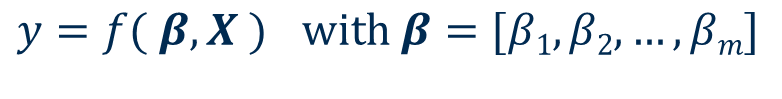 y = f( β, X ) with β = [β₁, β₂, … , βₘ]